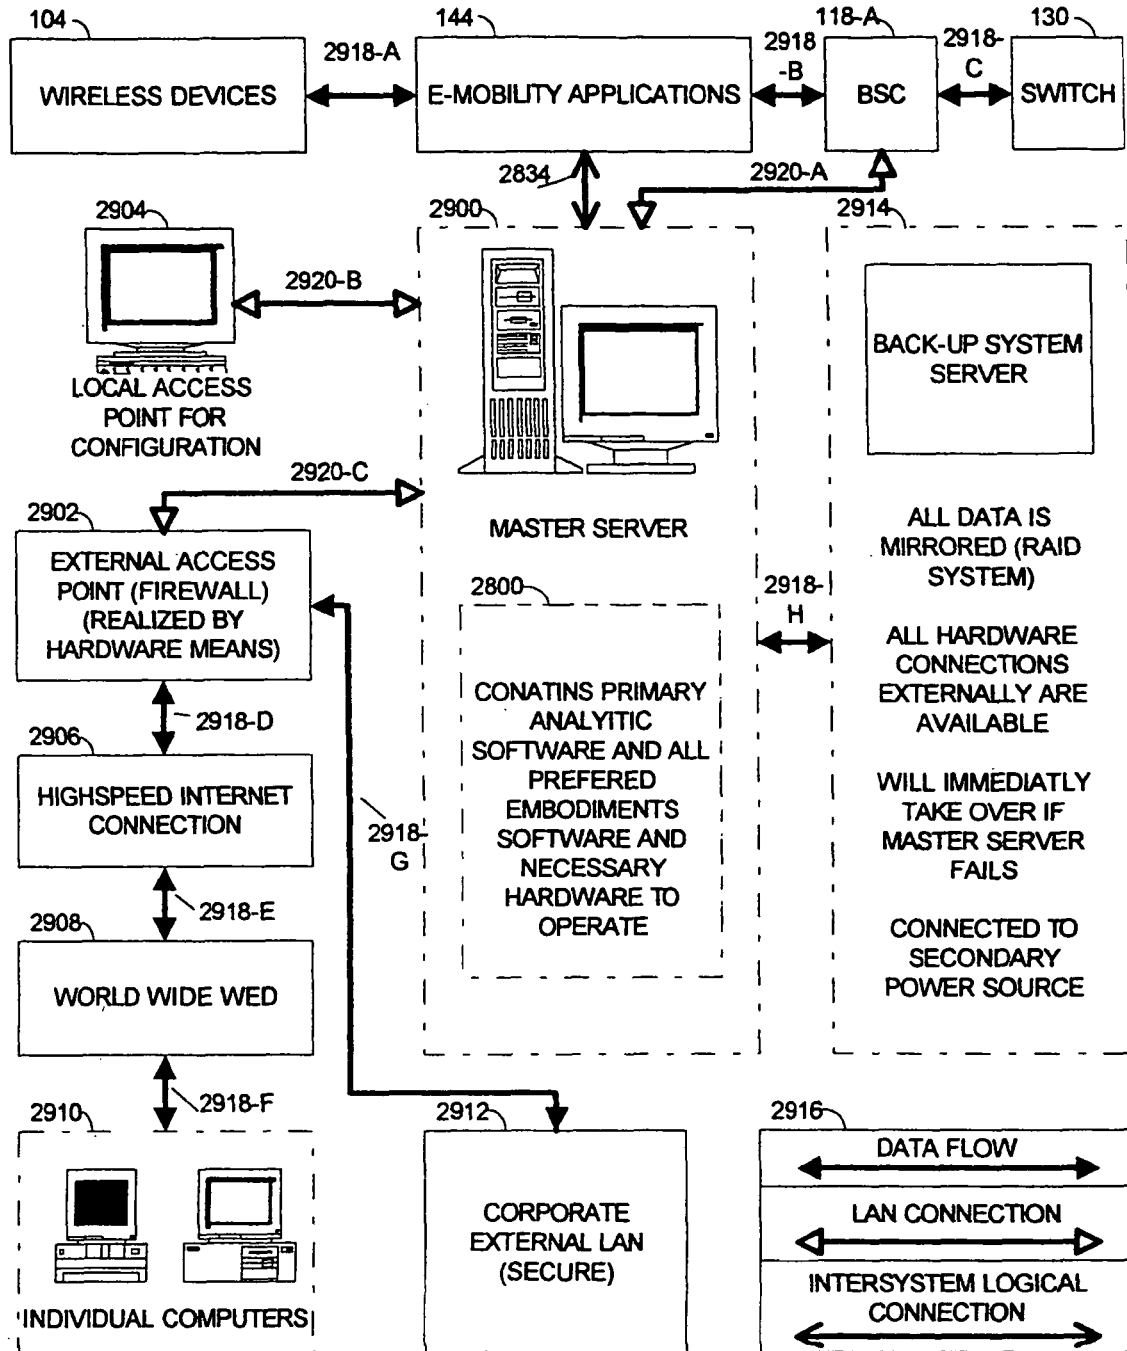 104
144
118-A
130
2918-A
2918
-B
2918-
C
WIRELESS DEVICES
E-MOBILITY APPLICATIONS
BSC
SWITCH
2834
2920-A
2904
2900
2914
2920-B
LOCAL ACCESS
POINT FOR
CONFIGURATION
BACK-UP SYSTEM
SERVER
2920-C
2902
EXTERNAL ACCESS
POINT (FIREWALL)
(REALIZED BY
HARDWARE MEANS)
MASTER SERVER
ALL DATA IS
MIRRORED (RAID
SYSTEM)
2800
2918-
H
ALL HARDWARE
CONNECTIONS
EXTERNALLY ARE
AVAILABLE
CONATINS PRIMARY
ANALYITIC
SOFTWARE AND ALL
PREFERED
EMBODIMENTS
SOFTWARE AND
NECESSARY
HARDWARE TO
OPERATE
WILL IMMEDIATLY
TAKE OVER IF
MASTER SERVER
FAILS
CONNECTED TO
SECONDARY
POWER SOURCE
2918-D
2906
HIGHSPEED INTERNET
CONNECTION
2918-
G
2918-E
2908
WORLD WIDE WED
2918-F
2910
INDIVIDUAL COMPUTERS
2912
CORPORATE
EXTERNAL LAN
(SECURE)
2916
DATA FLOW
LAN CONNECTION
INTERSYSTEM LOGICAL
CONNECTION